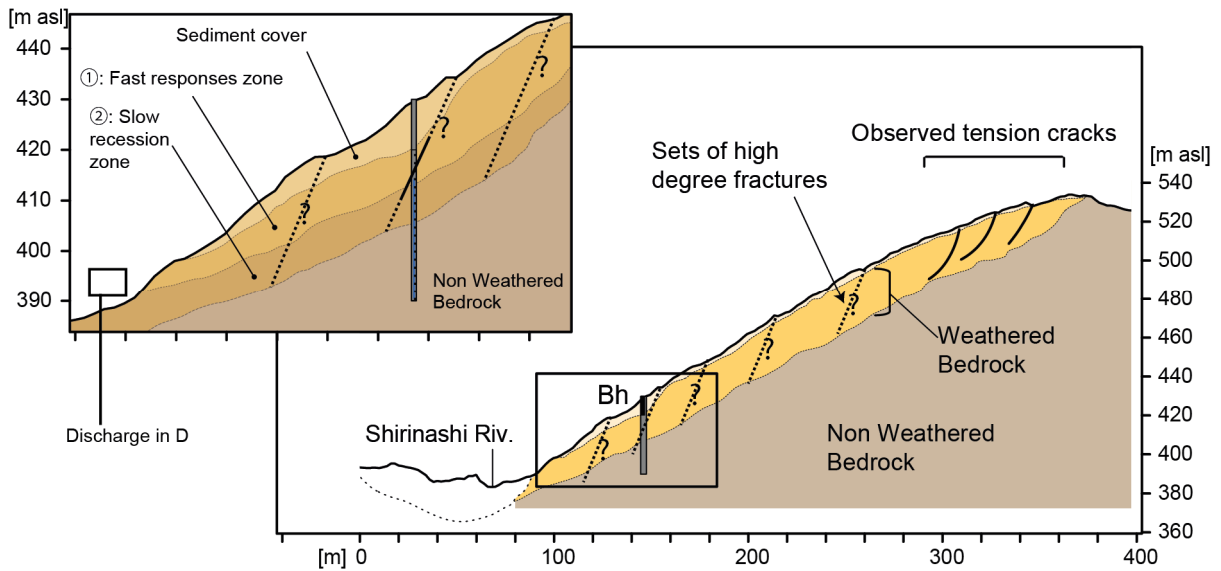 [m asl]
440
430
420
410
400
390
Sediment cover
①: Fast responses zone
②: Slow
recession
zone
?
?
?
Non Weathered
Bedrock
Discharge in D
Observed tension cracks
Sets of high
degree fractures
[m asl]
540
520
500
480
460
440
420
400
380
360
?
?
?
?
Weathered
Bedrock
Bh
Shirinashi Riv.
Non Weathered
Bedrock
[m] 0 100 200 300 400